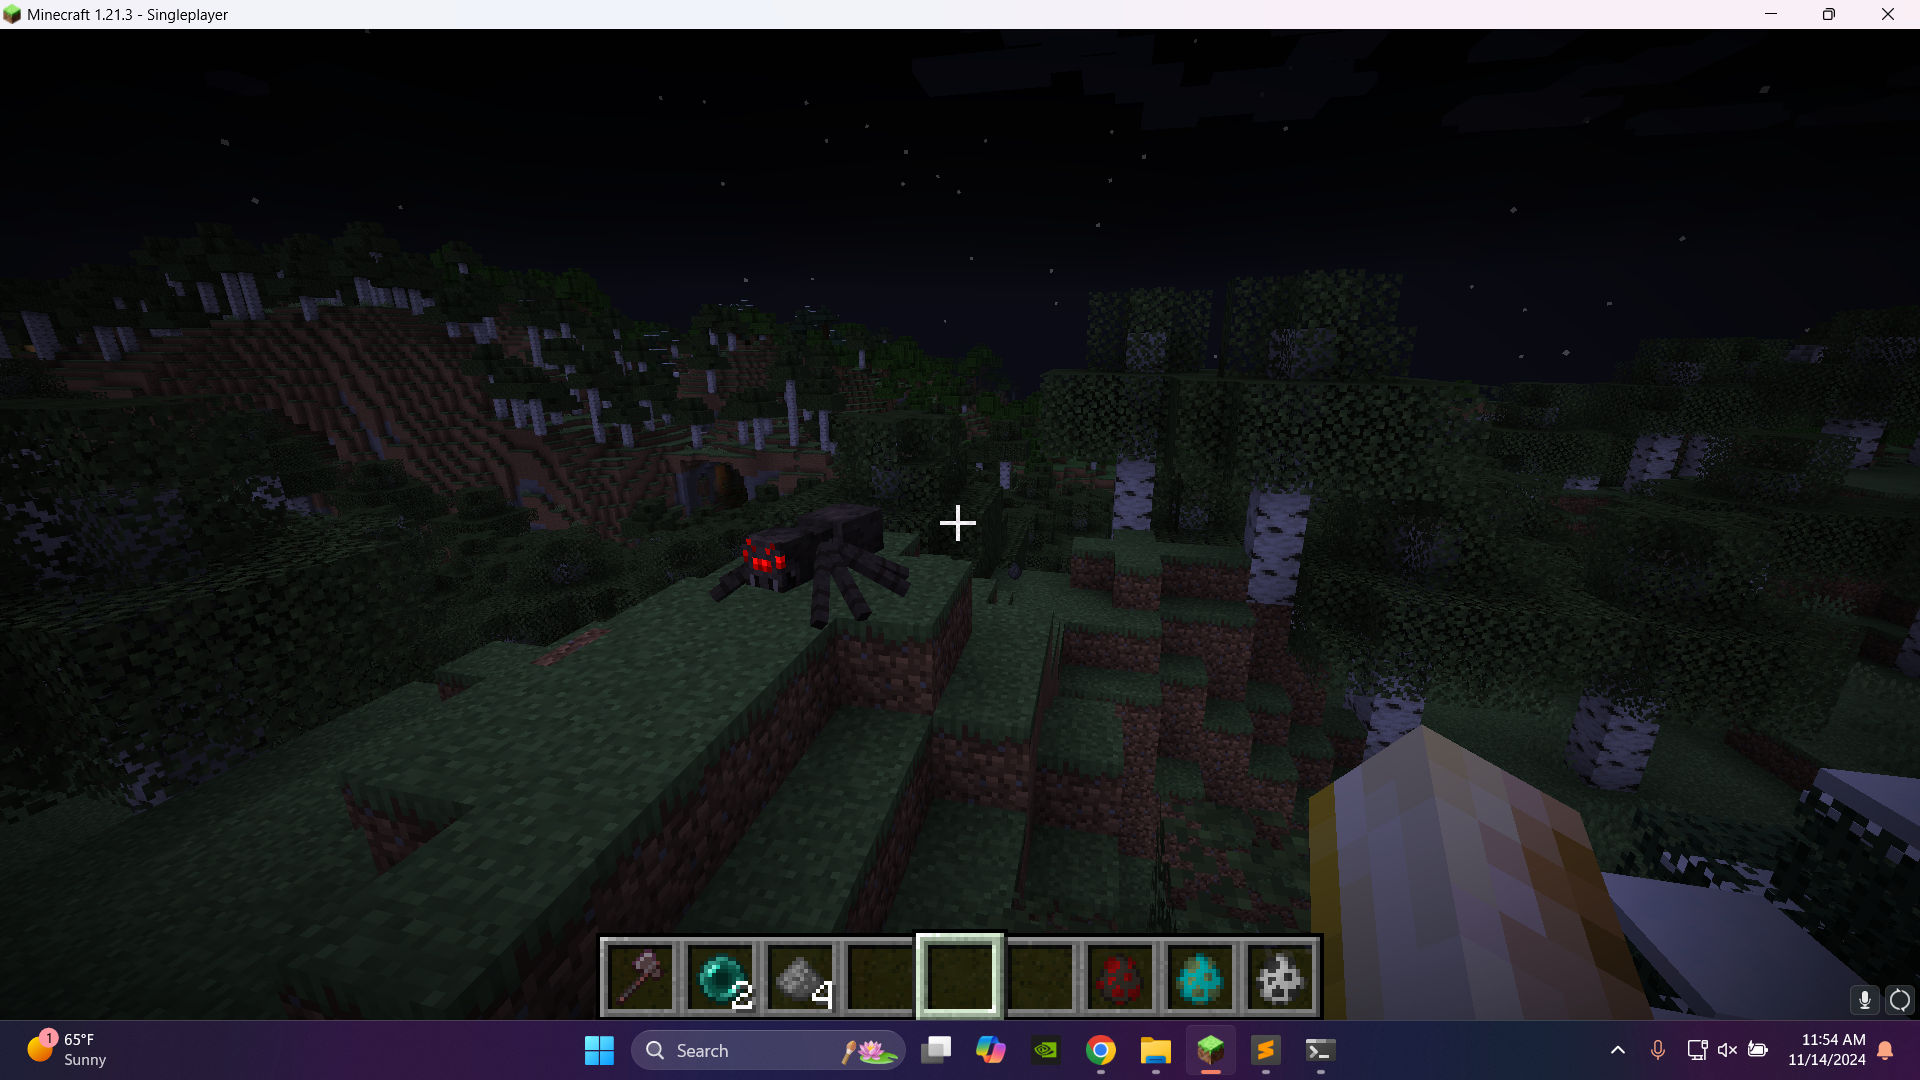 Minecraft 1.21.3 - Singleplayer
2
4
1
65°F
Sunny
Search
11:54 AM
11/14/2024